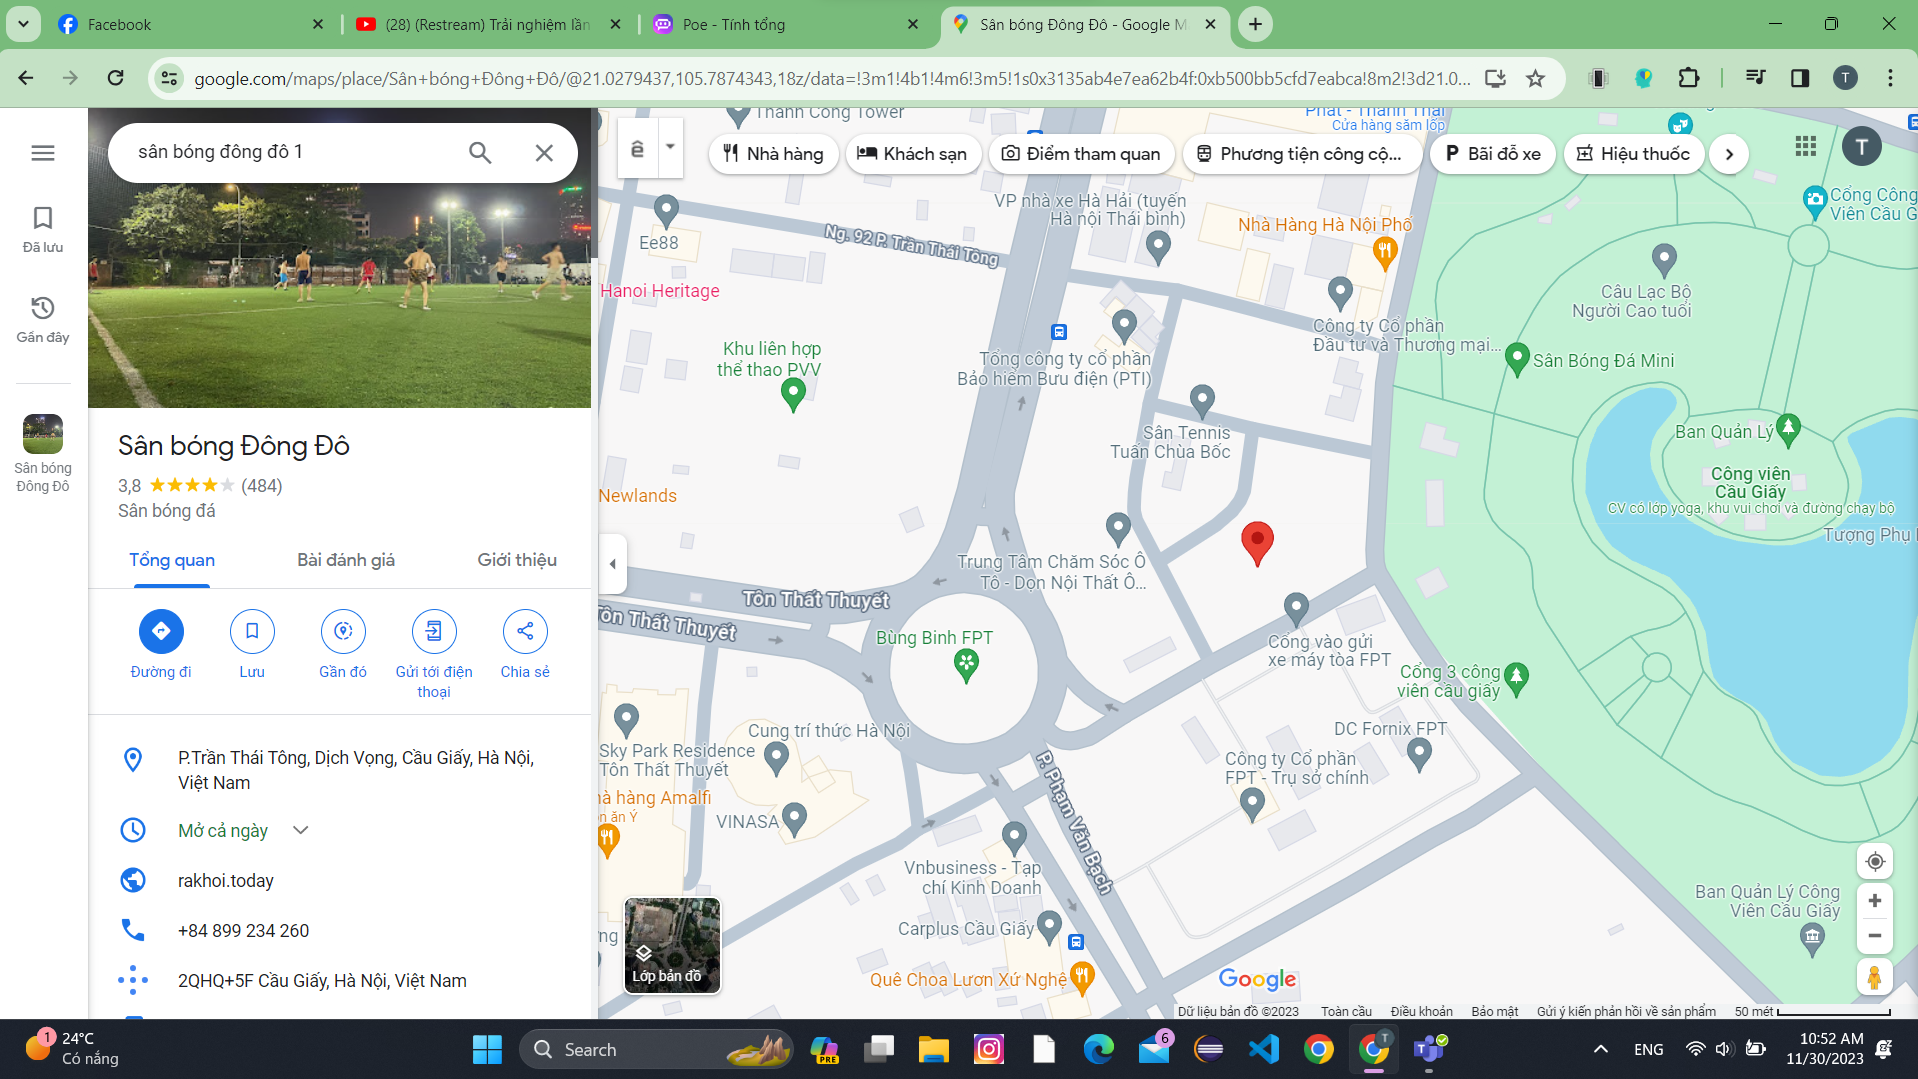 Facebook
(28) (Restream) Trải nghiệm lần
Poe - Tính tổng
Sân bóng Đông Đô - Google M
google.com/maps/place/Sân+bóng+Đông+Đô/@21.0279437,105.7874343,18z/data=!3m1!4b1!4m6!3m5!1s0x3135ab4e7ea62b4f:0xb500bb5cfd7eabca!8m2!3d21.0...
T
sân bóng đông đô 1
Đã lưu
Gần đây
Sân bóng
Đông Đô
Sân bóng Đông Đô
3,8 (484)
Sân bóng đá
Tổng quan
Bài đánh giá
Giới thiệu
Đường đi
Lưu
Gần đó
Gửi tới điện
thoại
Chia sẻ
P.Trần Thái Tông, Dịch Vọng, Cầu Giấy, Hà Nội,
Việt Nam
Mở cả ngày
rakhoi.today
+84 899 234 260
2QHQ+5F Cầu Giấy, Hà Nội, Việt Nam
ê
Nhà hàng
Khách sạn
Điểm tham quan
Phương tiện công cộ...
P Bãi đỗ xe
Hiệu thuốc
T
Thanh Cong Tower
Phát - Thành Thái
Cửa hàng săm lốp
VP nhà xe Hà Hải (tuyến
Hà nội Thái bình)
Nhà Hàng Hà Nội Phố
Cổng Công
Viên Cầu G
Ee88
Ng. 92 P. Trần Thái Tông
Hanoi Heritage
Câu Lạc Bộ
Người Cao tuổi
Công ty Cổ phần
Đầu tư và Thương mại...
Khu liên hợp
thể thao PVV
Tổng công ty cổ phần
Bảo hiểm Bưu điện (PTI)
Sân Bóng Đá Mini
Sân Tennis
Tuấn Chùa Bốc
Ban Quản Lý
Công viên
Cầu Giấy
CV có lớp yoga, khu vui chơi và đường chạy bộ
Tượng Phụ
Newlands
Trung Tâm Chăm Sóc Ô
Tô - Dọn Nội Thất Ô...
Tôn Thất Thuyết
Tôn Thất Thuyết
Bùng Binh FPT
Cổng vào gửi
xe máy tòa FPT
Cổng 3 công
viên cầu giấy
Cung trí thức Hà Nội
Sky Park Residence
Tôn Thất Thuyết
DC Fornix FPT
Công ty Cổ phần
FPT - Trụ sở chính
hà hàng Amalfi
ón ăn Ý
VINASA
P. Phạm Văn Bạch
Vnbusiness - Tạp
chí Kinh Doanh
Carplus Cầu Giấy
Quê Choa Lươn Xứ Nghệ
Ban Quản Lý Công
Viên Cầu Giấy
ng
Lớp bản đồ
Google
Dữ liệu bản đồ ©2023
Toàn cầu
Điều khoản
Bảo mật
Gửi ý kiến phản hồi về sản phẩm
50 mét
1
24°C
Có nắng
Search
PRE
6
T
ENG
10:52 AM
11/30/2023